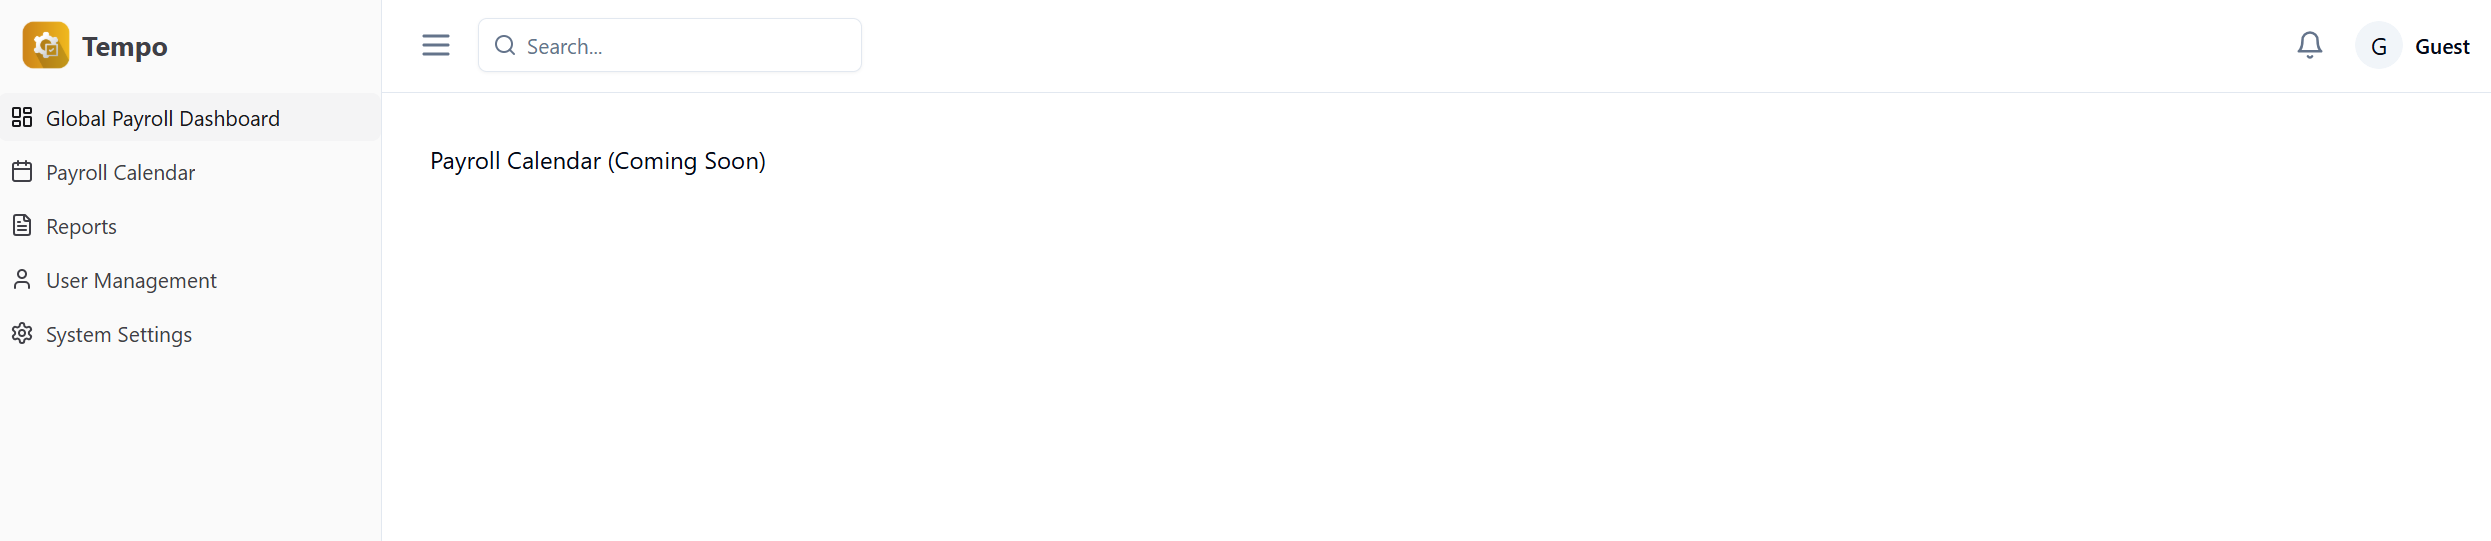 Tempo
Search...
G
Guest
Global Payroll Dashboard
Payroll Calendar
Reports
User Management
System Settings
Payroll Calendar (Coming Soon)